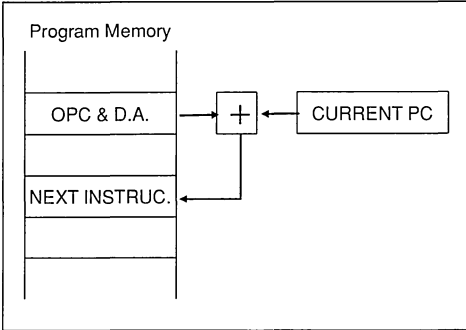 Program Memory
OPC & D.A.
+
CURRENT PC
NEXT INSTRUC.